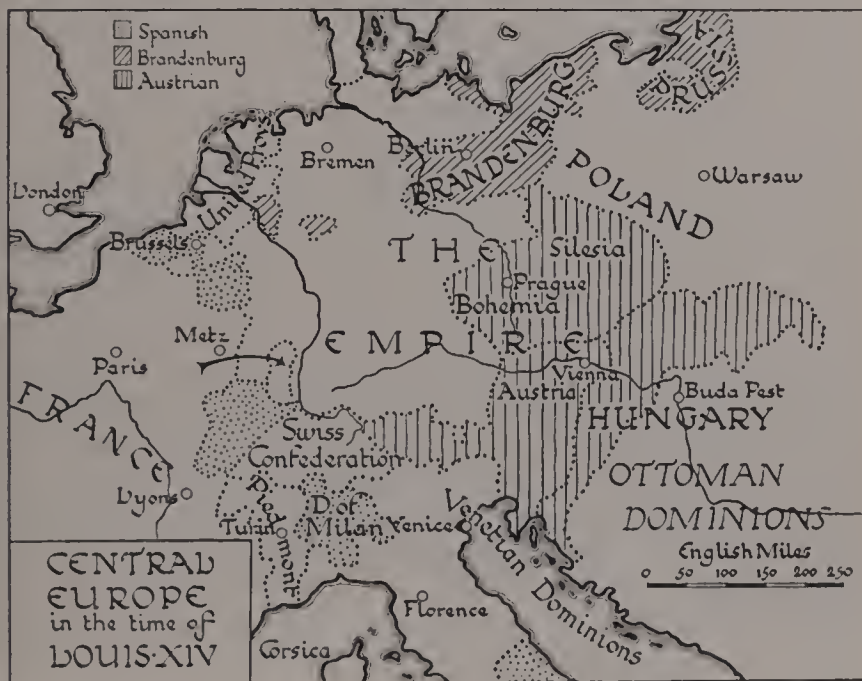 Spanish
Brandenburg
Austrian
PRUSSIA
BRANDENBURG
Berlin
Bremen
POLAND
Warsaw
London
United Prov.
Brussels
THE
Silesia
Prague
Bohemia
Metz
EMPIRE
Paris
Vienna
Austria
Buda Pest
FRANCE
HUNGARY
Swiss
Confederation
OTTOMAN
DOMINIONS
Lyons
Piedmont
Turin
D of
Milan
Venice
Venetian Dominions
English Miles
0 50 100 150 200 250
Florence
Corsica
CENTRAL
EUROPE
in the time of
LOUIS·XIV